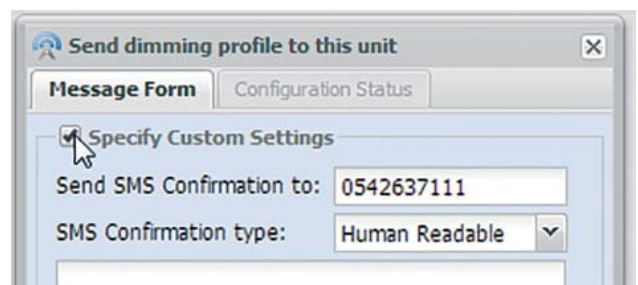 Send dimming profile to this unit
Message Form Configuration Status
Specify Custom Settings
Send SMS Confirmation to: 0542637111
SMS Confirmation type: Human Readable